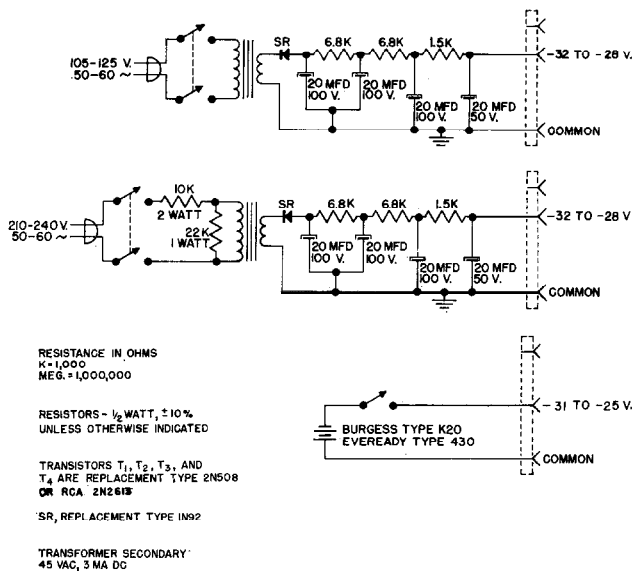 SR 6.8K 6.8K 1.5K
105-125 V.
50-60 ~
-32 TO -28 V.
20 MFD
100 V.
20 MFD
100 V.
20 MFD
100 V.
20 MFD
50 V.
COMMON
10K
2 WATT
SR 6.8K 6.8K 1.5K
210-240 V.
50-60 ~
22K
1 WATT
-32 TO -28 V
20 MFD
100 V.
20 MFD
100 V.
20 MFD
100 V.
20 MFD
50 V.
COMMON
RESISTANCE IN OHMS
K=1,000
MEG.=1,000,000
RESISTORS - 1/2 WATT, ±10%
UNLESS OTHERWISE INDICATED
-31 TO -25 V.
BURGESS TYPE K20
EVEREADY TYPE 430
COMMON
TRANSISTORS T1, T2, T3, AND
T4 ARE REPLACEMENT TYPE 2N508
OR RCA 2N2613
SR, REPLACEMENT TYPE IN92
TRANSFORMER SECONDARY
45 VAC, 3 MA DC